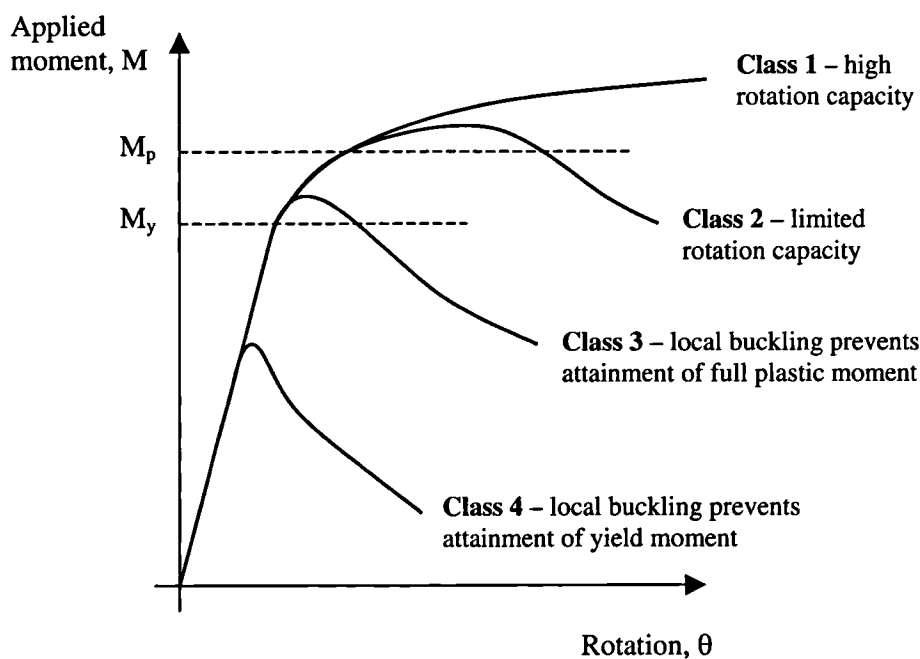 Applied
moment, M
Class 1 – high
rotation capacity
Mp
My
Class 2 – limited
rotation capacity
Class 3 – local buckling prevents
attainment of full plastic moment
Class 4 – local buckling prevents
attainment of yield moment
Rotation, θ